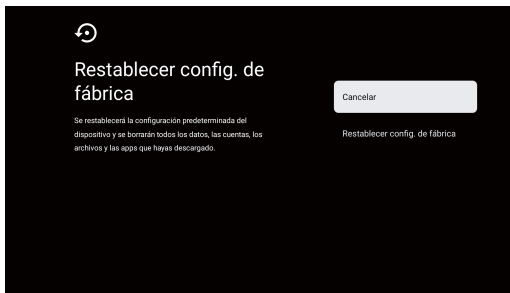 Restablecer config. de
fábrica
Se restablecerá la configuración predeterminada del
dispositivo y se borrarán todos los datos, las cuentas, los
archivos y las apps que hayas descargado.
Cancelar
Restablecer config. de fábrica